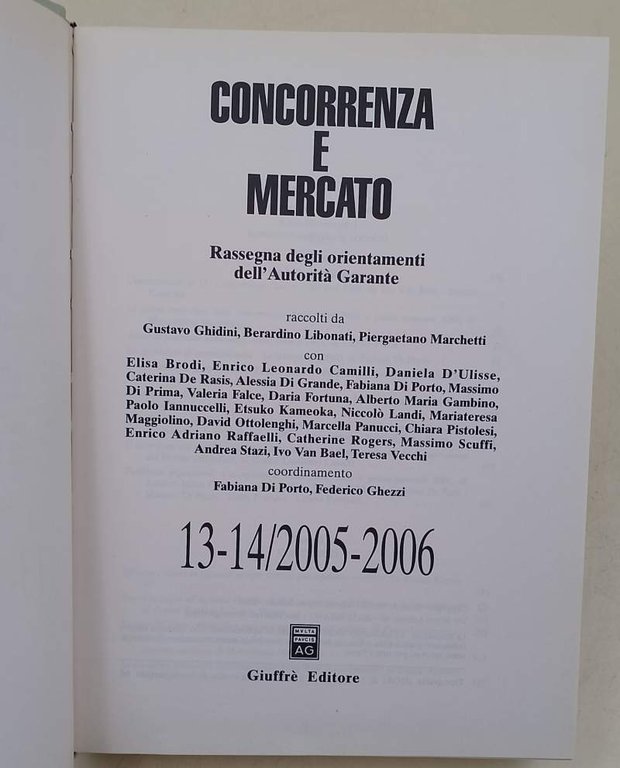 CONCORRENZA
E
MERCATO
Rassegna degli orientamenti
dell'Autorità Garante
raccolti da
Gustavo Ghidini, Berardino Libonati, Piergaetano Marchetti
con
Elisa Brodi, Enrico Leonardo Camilli, Daniela D'Ulisse,
Caterina De Rasis, Alessia Di Grande, Fabiana Di Porto, Massimo
Di Prima, Valeria Falce, Daria Fortuna, Alberto Maria Gambino,
Paolo Iannuccelli, Etsuko Kameoka, Niccolò Landi, Mariateresa
Maggiolino, David Ottolenghi, Marcella Panucci, Chiara Pistolesi,
Enrico Adriano Raffaelli, Catherine Rogers, Massimo Scuffi,
Andrea Stazi, Ivo Van Bael, Teresa Vecchi
coordinamento
Fabiana Di Porto, Federico Ghezzi
13-14/2005-2006
MVLTA
PAVCIS
AG
Giuffrè Editore